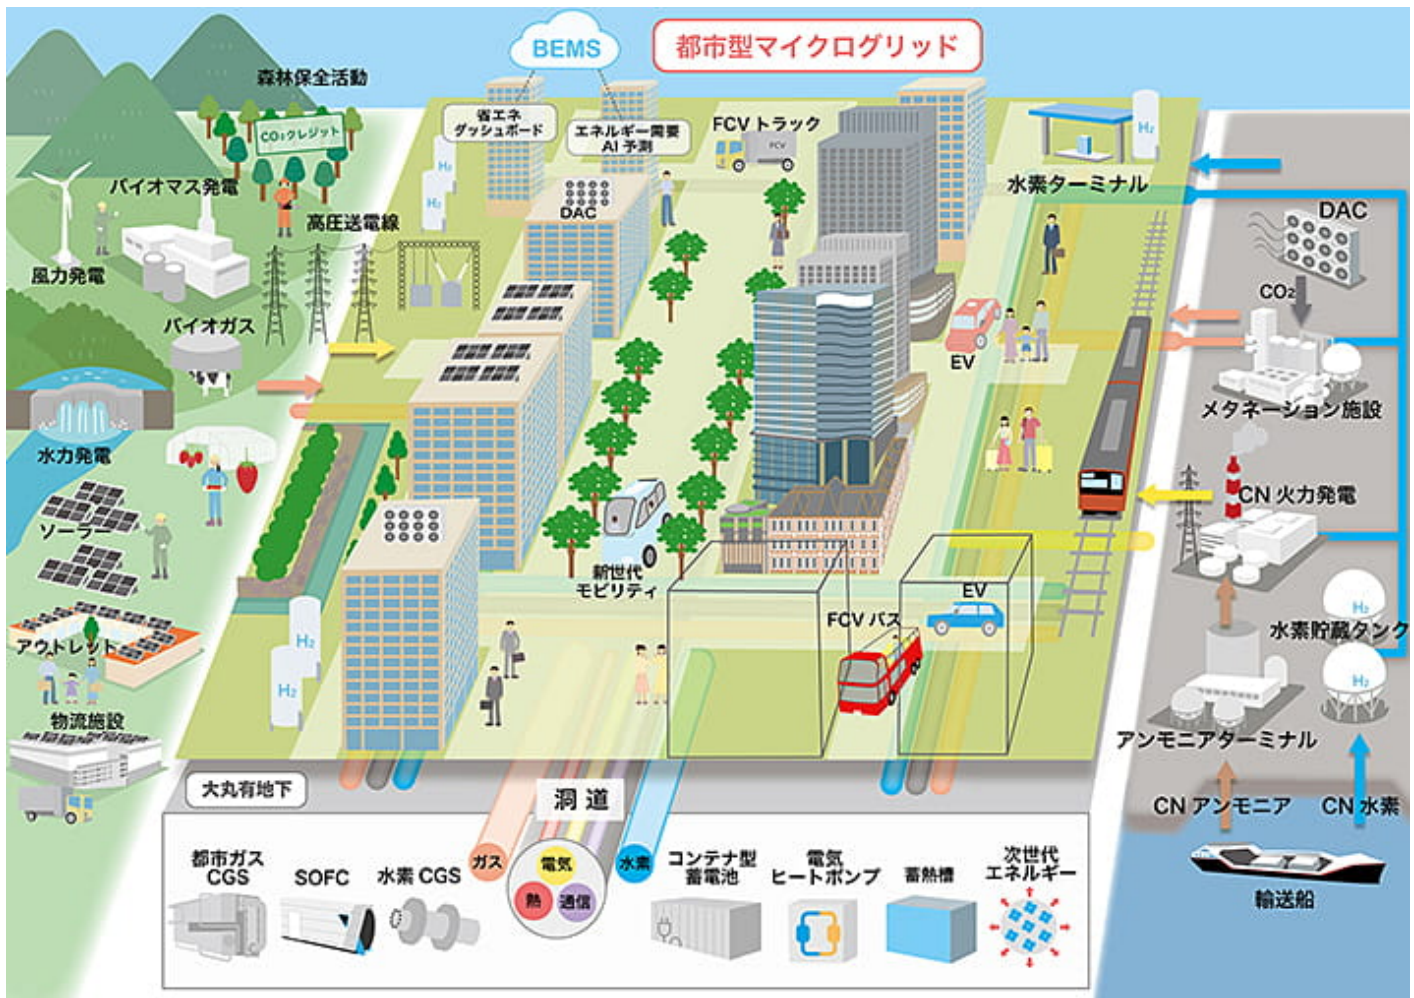 BEMS
都市型マイクログリッド
森林保全活動
CO₂クレジット
省エネ
ダッシュボード
エネルギー需要
AI 予測
FCV トラック
FCV
H₂
H₂
H₂
水素ターミナル
バイオマス発電
DAC
高圧送電線
風力発電
DAC
CO₂
バイオガス
EV
メタネーション施設
水力発電
CN 火力発電
ソーラー
新世代
モビリティ
EV
FCV バス
H₂
水素貯蔵タンク
アウトレット
H₂
H₂
H₂
物流施設
アンモニアターミナル
大丸有地下
洞道
CN アンモニア
CN 水素
都市ガス
CGS
SOFC
水素 CGS
ガス
電気
熱
通信
水素
コンテナ型
蓄電池
電気
ヒートポンプ
蓄熱槽
次世代
エネルギー
輸送船